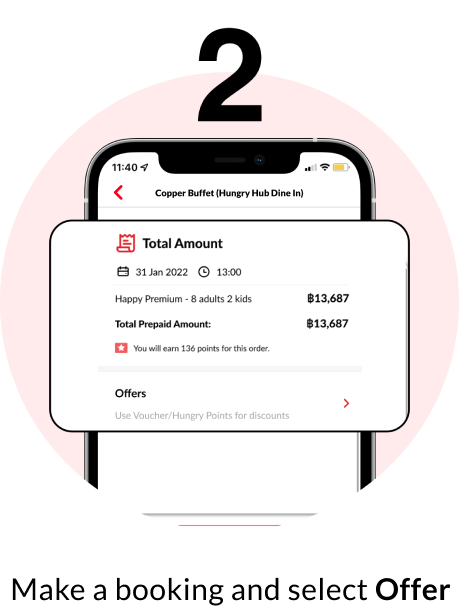 2
11:40
Copper Buffet (Hungry Hub Dine In)
Total Amount
31 Jan 2022 13:00
Happy Premium - 8 adults 2 kids ฿13,687
Total Prepaid Amount: ฿13,687
You will earn 136 points for this order.
Offers
Use Voucher/Hungry Points for discounts
Make a booking and select Offer